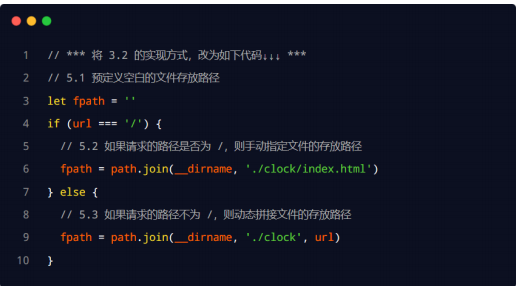 1 // *** 将 3.2 的实现方式，改为如下代码↓↓↓ ***
2 // 5.1 预定义空白的文件存放路径
3 let fpath = ''
4 if (url === '/') {
5 // 5.2 如果请求的路径是否为 /，则手动指定文件的存放路径
6 fpath = path.join(__dirname, './clock/index.html')
7 } else {
8 // 5.3 如果请求的路径不为 /，则动态拼接文件的存放路径
9 fpath = path.join(__dirname, './clock', url)
10 }